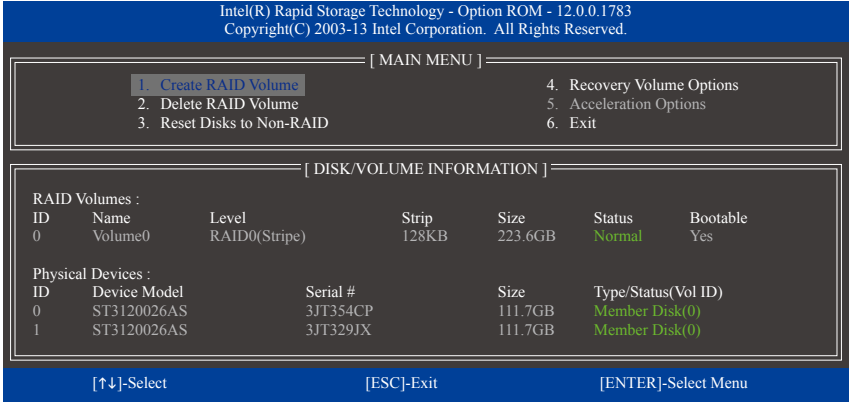 Intel(R) Rapid Storage Technology - Option ROM - 12.0.0.1783
Copyright(C) 2003-13 Intel Corporation. All Rights Reserved.
[ MAIN MENU ]
1. Create RAID Volume 4. Recovery Volume Options
2. Delete RAID Volume 5. Acceleration Options
3. Reset Disks to Non-RAID 6. Exit
[ DISK/VOLUME INFORMATION ]
RAID Volumes :
ID Name Level Strip Size Status Bootable
0 Volume0 RAID0(Stripe) 128KB 223.6GB Normal Yes
Physical Devices :
ID Device Model Serial # Size Type/Status(Vol ID)
0 ST3120026AS 3JT354CP 111.7GB Member Disk(0)
1 ST3120026AS 3JT329JX 111.7GB Member Disk(0)
[↑↓]-Select [ESC]-Exit [ENTER]-Select Menu